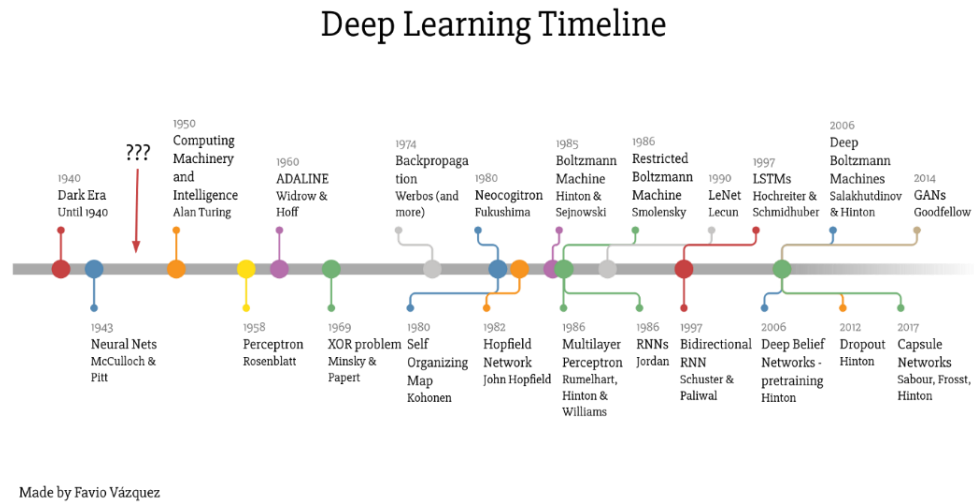 Deep Learning Timeline
???
1940
Dark Era
Until 1940
1950
Computing
Machinery
and
Intelligence
Alan Turing
1960
ADALINE
Widrow &
Hoff
1974
Backpropaga
tion
Werbos (and
more)
1980
Neocogitron
Fukushima
1985
Boltzmann
Machine
Hinton &
Sejnowski
1986
Restricted
Boltzmann
Machine
Smolensky
1990
LeNet
Lecun
1997
LSTMs
Hochreiter &
Schmidhuber
2006
Deep
Boltzmann
Machines
Salakhutdinov
& Hinton
2014
GANs
Goodfellow
1943
Neural Nets
McCulloch &
Pitt
1958
Perceptron
Rosenblatt
1969
XOR problem
Minsky &
Papert
1980
Self
Organizing
Map
Kohonen
1982
Hopfield
Network
John Hopfield
1986
Multilayer
Perceptron
Rumelhart,
Hinton &
Williams
1986
RNNs
Jordan
1997
Bidirectional
RNN
Schuster &
Paliwal
2006
Deep Belief
Networks -
pretraining
Hinton
2012
Dropout
Hinton
2017
Capsule
Networks
Sabour, Frosst,
Hinton
Made by Favio Vázquez